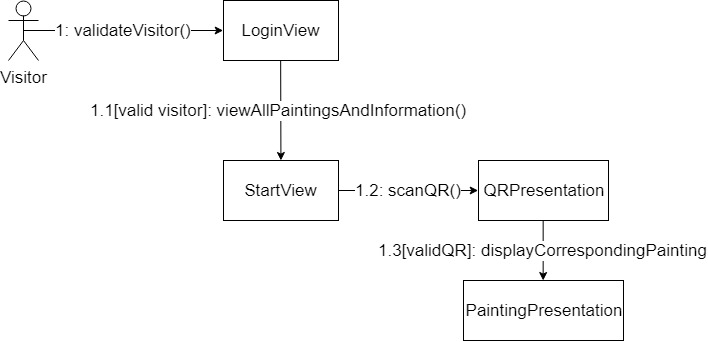 1: validateVisitor()
LoginView
Visitor
1.1[valid visitor]: viewAllPaintingsAndInformation()
StartView
1.2: scanQR()
QRPresentation
1.3[validQR]: displayCorrespondingPainting
PaintingPresentation